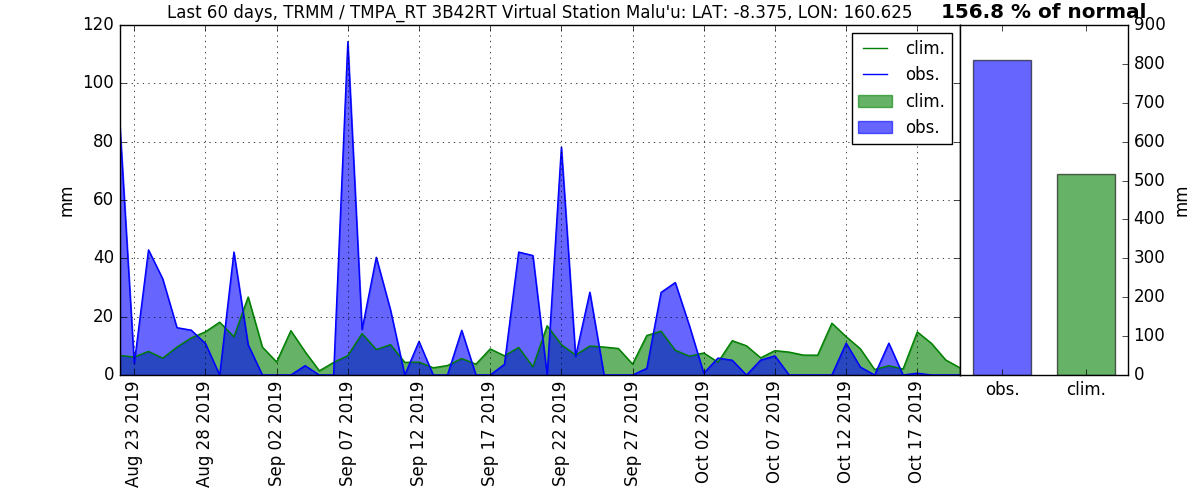 Last 60 days, TRMM / TMPA_RT 3B42RT Virtual Station Malu'u: LAT: -8.375, LON: 160.625
156.8 % of normal
120
100
80
60
40
20
0
mm
clim.
obs.
clim.
obs.
Aug 23 2019
Aug 28 2019
Sep 02 2019
Sep 07 2019
Sep 12 2019
Sep 17 2019
Sep 22 2019
Sep 27 2019
Oct 02 2019
Oct 07 2019
Oct 12 2019
Oct 17 2019
900
800
700
600
500
400
300
200
100
0
mm
obs.
clim.